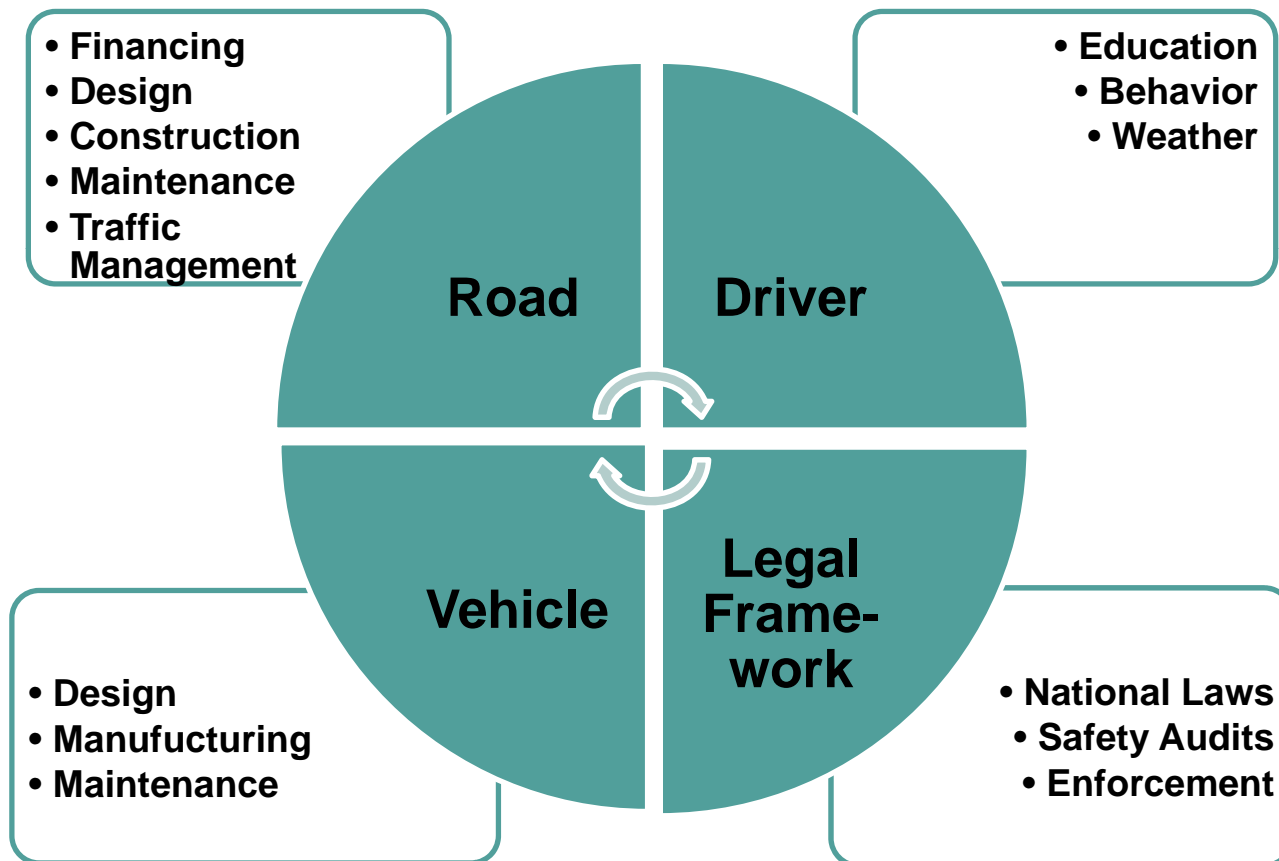 • Financing
• Design
• Construction
• Maintenance
• Traffic
Management
• Education
• Behavior
• Weather
Road
Driver
Vehicle
Legal
Frame-
work
• Design
• Manufucturing
• Maintenance
• National Laws
• Safety Audits
• Enforcement